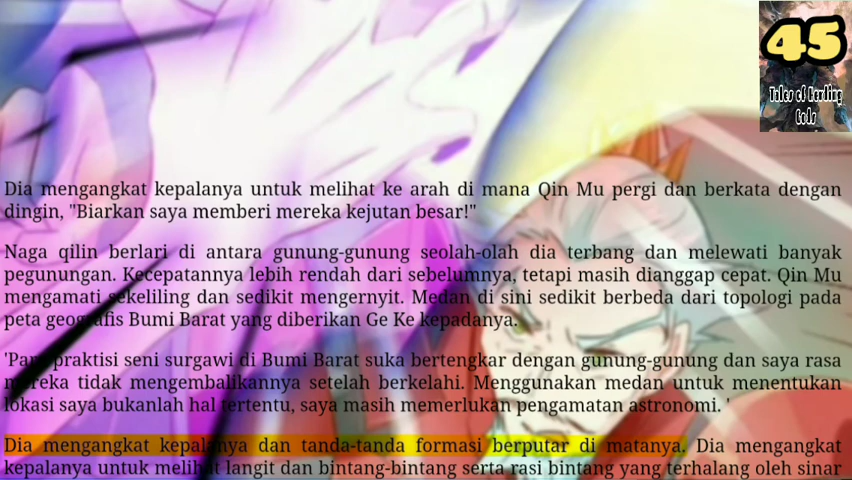 45
Tales of Herding
Gods
Dia mengangkat kepalanya untuk melihat ke arah di mana Qin Mu pergi dan berkata dengan
dingin, "Biarkan saya memberi mereka kejutan besar!"
Naga qilin berlari di antara gunung-gunung seolah-olah dia terbang dan melewati banyak
pegunungan. Kecepatannya lebih rendah dari sebelumnya, tetapi masih dianggap cepat. Qin Mu
mengamati sekeliling dan sedikit mengernyit. Medan di sini sedikit berbeda dari topologi pada
peta geografis Bumi Barat yang diberikan Ge Ke kepadanya.
'Para praktisi seni surgawi di Bumi Barat suka bertengkar dengan gunung-gunung dan saya rasa
mereka tidak mengembalikannya setelah berkelahi. Menggunakan medan untuk menentukan
lokasi saya bukanlah hal tertentu, saya masih memerlukan pengamatan astronomi. '
Dia mengangkat kepalanya dan tanda-tanda formasi berputar di matanya. Dia mengangkat
kepalanya untuk melihat langit dan bintang-bintang serta rasi bintang yang terhalang oleh sinar